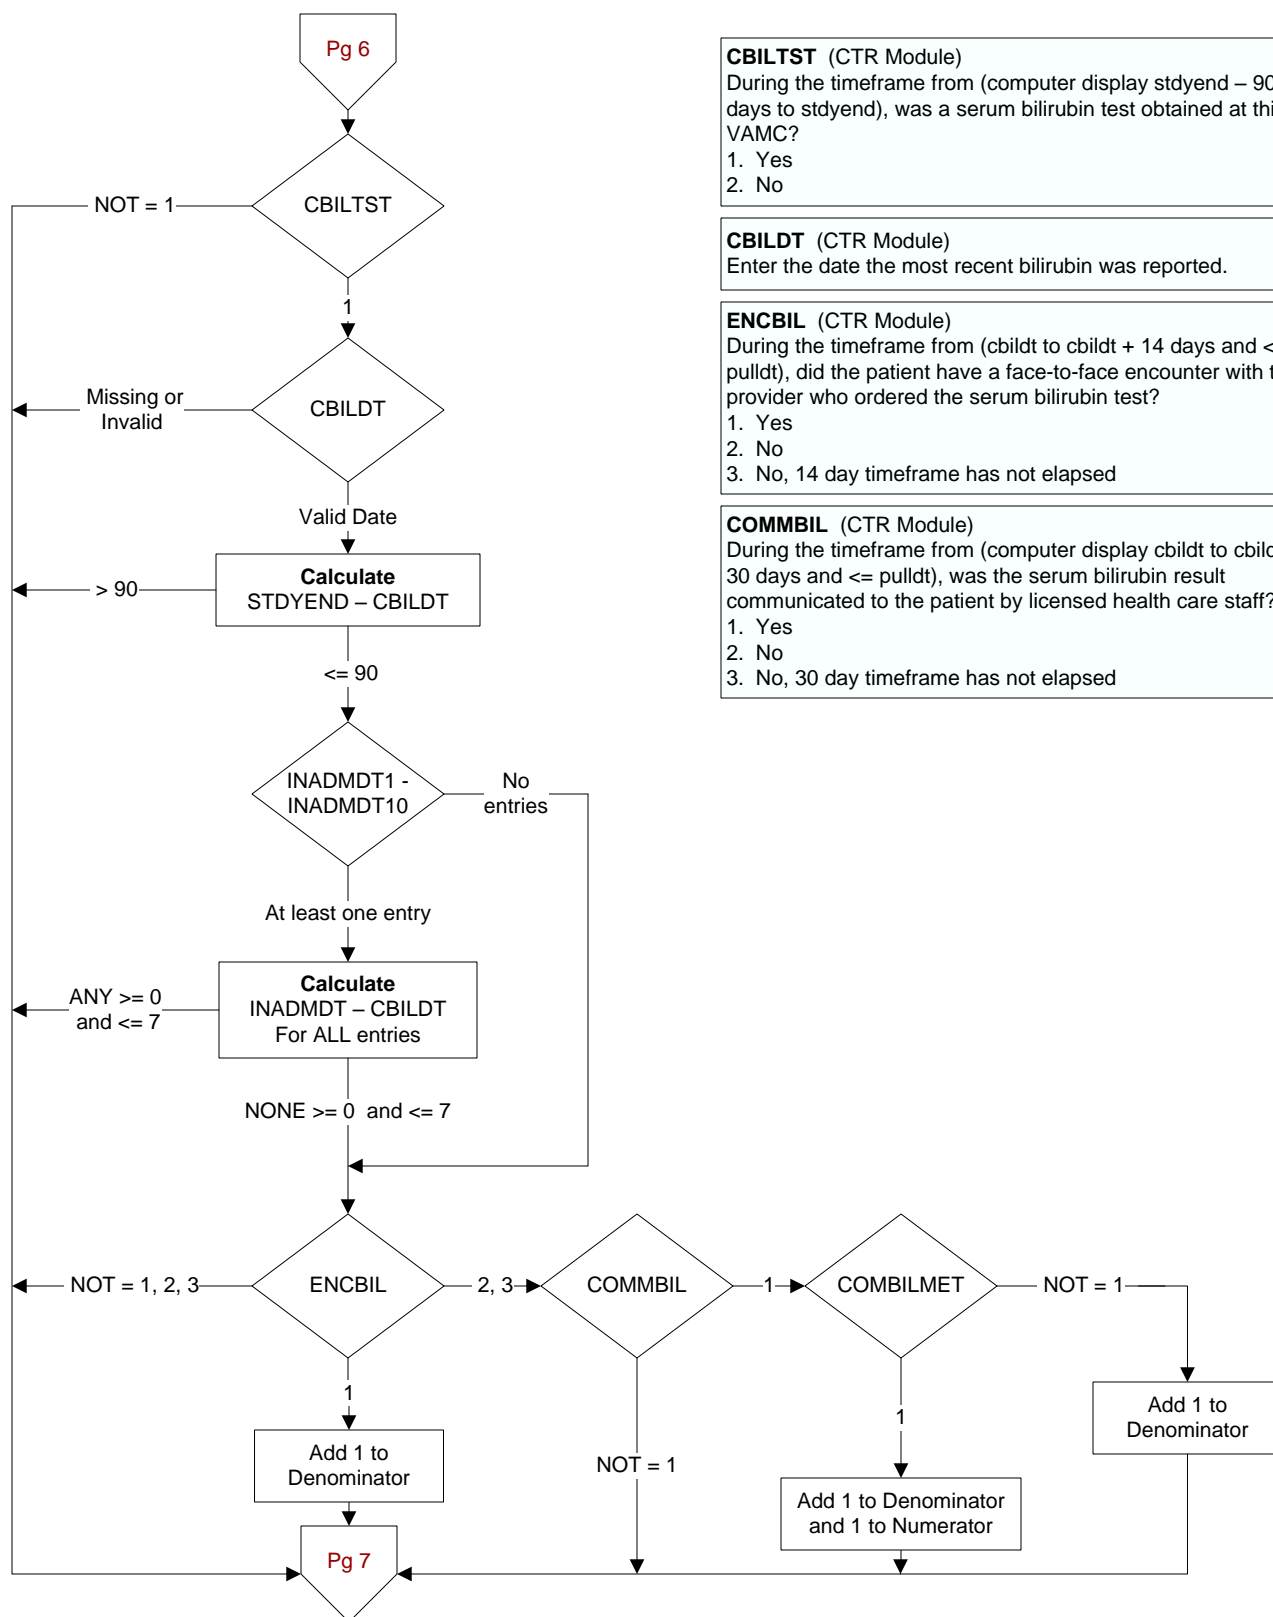 Pg 6
CBILTST
NOT = 1
1
CBILDT
Missing or
Invalid
Valid Date
Calculate
STDYEND – CBILDT
> 90
<= 90
INADMDT1 -
INADMDT10
No
entries
At least one entry
Calculate
INADMDT – CBILDT
For ALL entries
ANY >= 0
and <= 7
NONE >= 0 and <= 7
ENCBIL
NOT = 1, 2, 3
2, 3
COMMBIL
1
COMBILMET
NOT = 1
1
Add 1 to
Denominator
NOT = 1
1
Add 1 to Denominator
and 1 to Numerator
Add 1 to
Denominator
Pg 7
CBILTST (CTR Module)
During the timeframe from (computer display stdyend – 90
days to stdyend), was a serum bilirubin test obtained at
VAMC?
1. Yes
2. No
CBILDT (CTR Module)
Enter the date the most recent bilirubin was reported.
ENCBIL (CTR Module)
During the timeframe from (cbildt to cbildt + 14 days and <
pulldt), did the patient have a face-to-face encounter with
provider who ordered the serum bilirubin test?
1. Yes
2. No
3. No, 14 day timeframe has not elapsed
COMMBIL (CTR Module)
During the timeframe from (computer display cbildt to
30 days and <= pulldt), was the serum bilirubin result
communicated to the patient by licensed health care staff?
1. Yes
2. No
3. No, 30 day timeframe has not elapsed